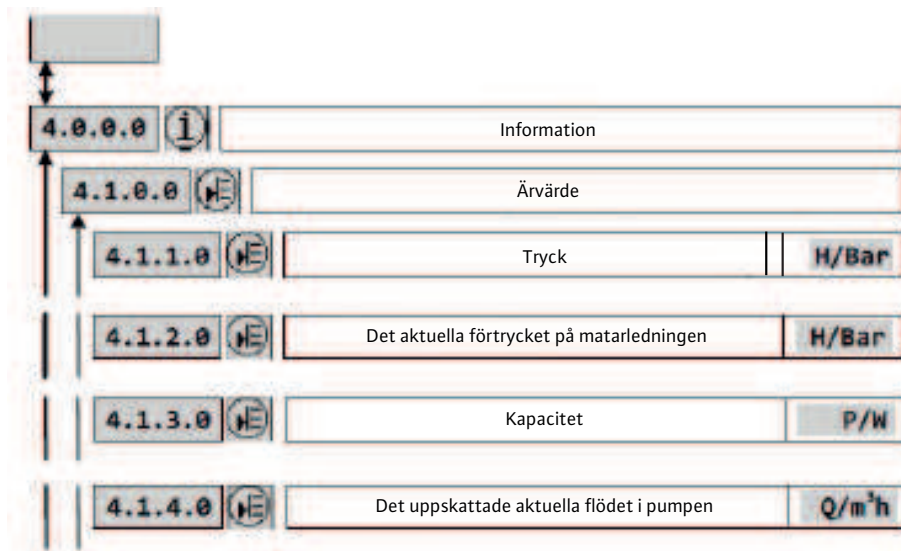 4.0.0.0 i Information
4.1.0.0 Ärvärde
4.1.1.0 Tryck H/Bar
4.1.2.0 Det aktuella förtrycket på matarledningen H/Bar
4.1.3.0 Kapacitet P/W
4.1.4.0 Det uppskattade aktuella flödet i pumpen Q/m³h